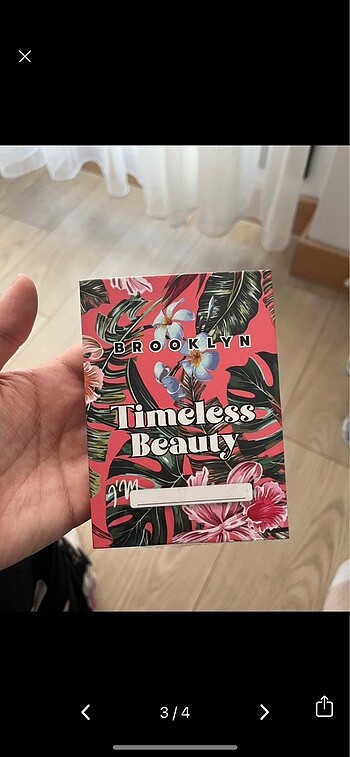 BROOKLYN
Timeless
Beauty
I'M
3/4